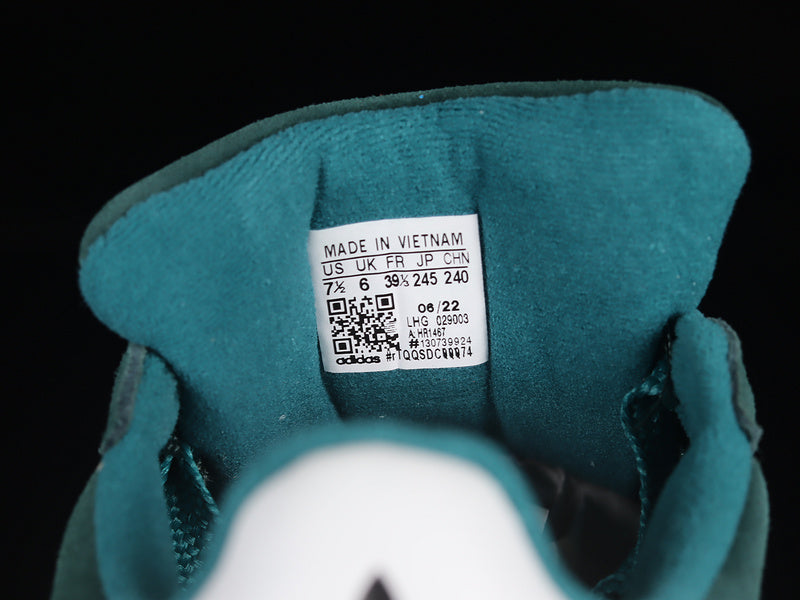 MADE IN VIETNAM
US UK FR JP CHN
7½ 6 39⅓ 245 240
06/22
LHG 029003
A: HR1467
#130739924
adidas